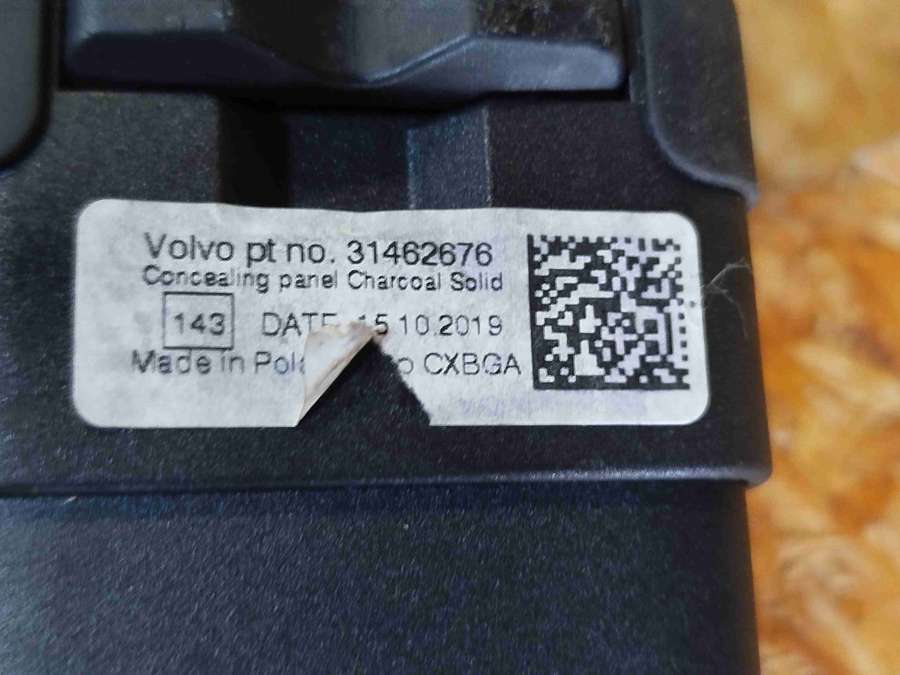 Volvo pt no. 31462676
Concealing panel Charcoal Solid
143 DATE 15.10.2019
Made in CXBGA